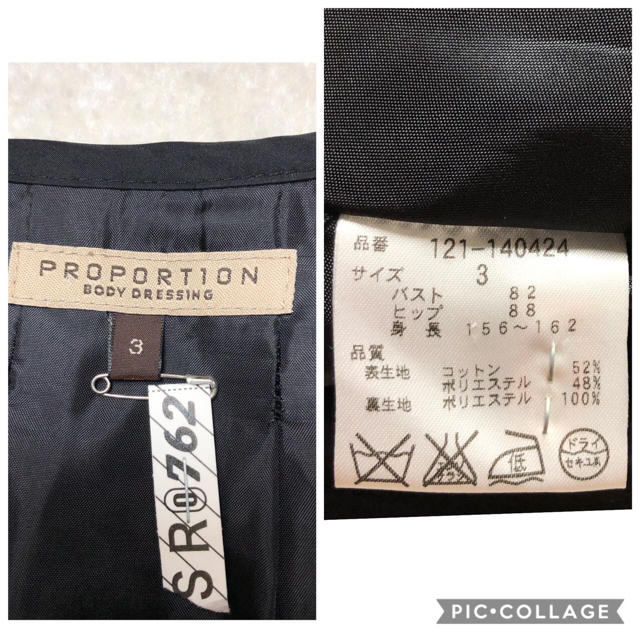 PROPORTION
BODY DRESSING
3
SR0762
品番 121-140424
サイズ 3
バスト 82
ヒップ 88
身長 156～162
品質
表生地 コットン 52%
ポリエステル 48%
裏生地 ポリエステル 100%
低
ドライ
セキユ系
PIC•COLLAGE